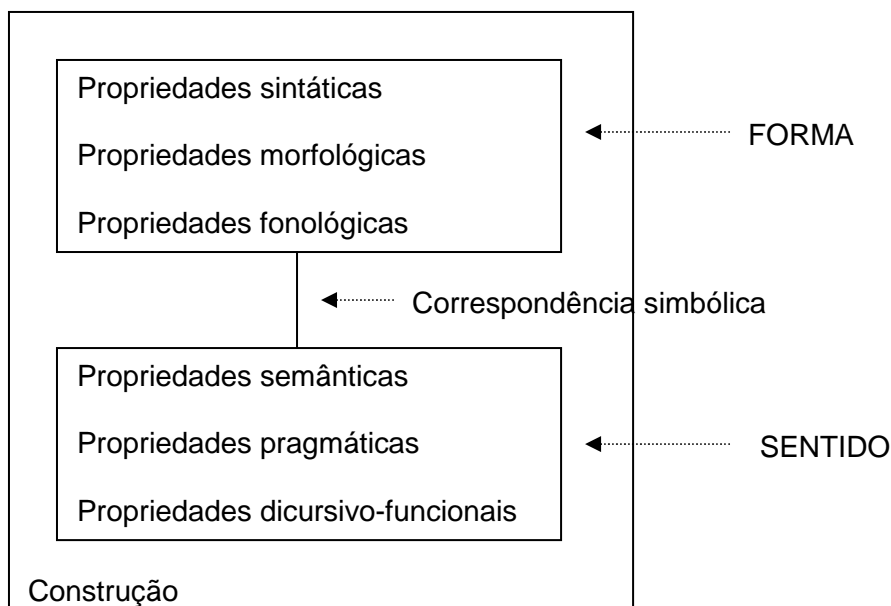 Propriedades sintáticas
FORMA
Propriedades morfológicas
Propriedades fonológicas
Correspondência simbólica
Propriedades semânticas
Propriedades pragmáticas
SENTIDO
Propriedades dicursivo-funcionais
Construção